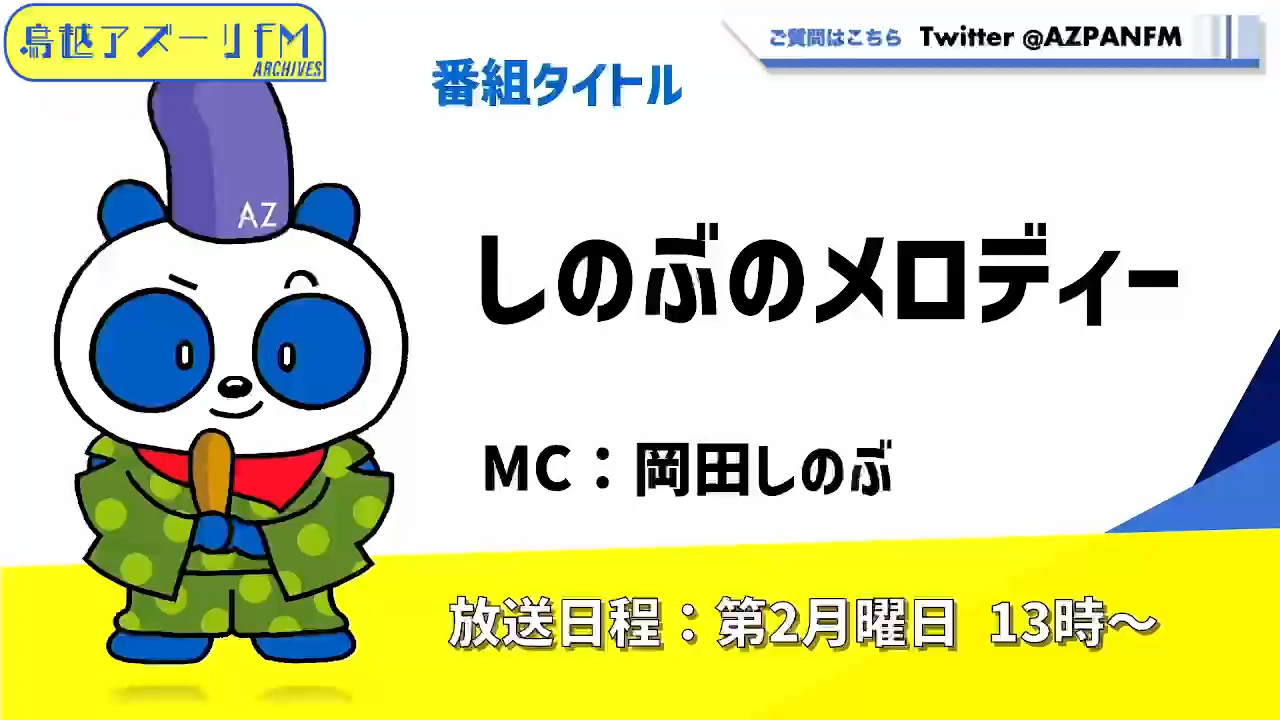 鳥越アズーリFM
ARCHIVES
ご質問はこちら Twitter @AZPANFM
番組タイトル
AZ
しのぶのメロディー
MC：岡田しのぶ
放送日程：第2月曜日 13時～